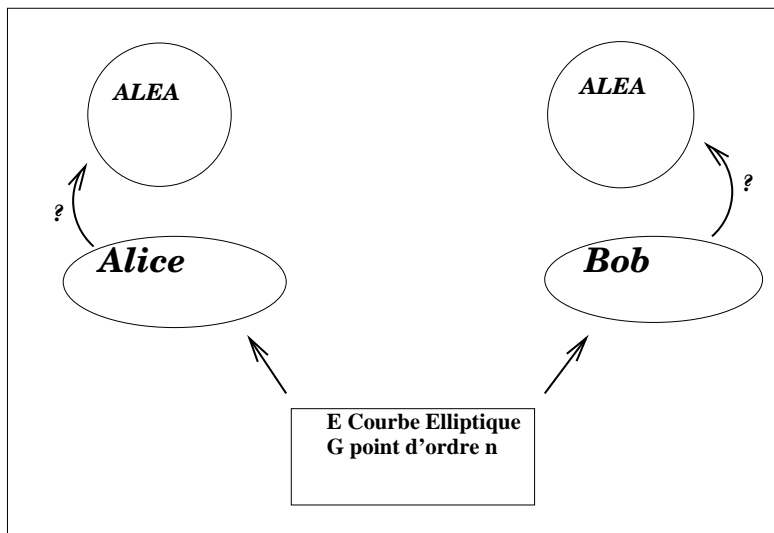 ALEA
ALEA
?
?
Alice
Bob
E Courbe Elliptique
G point d'ordre n